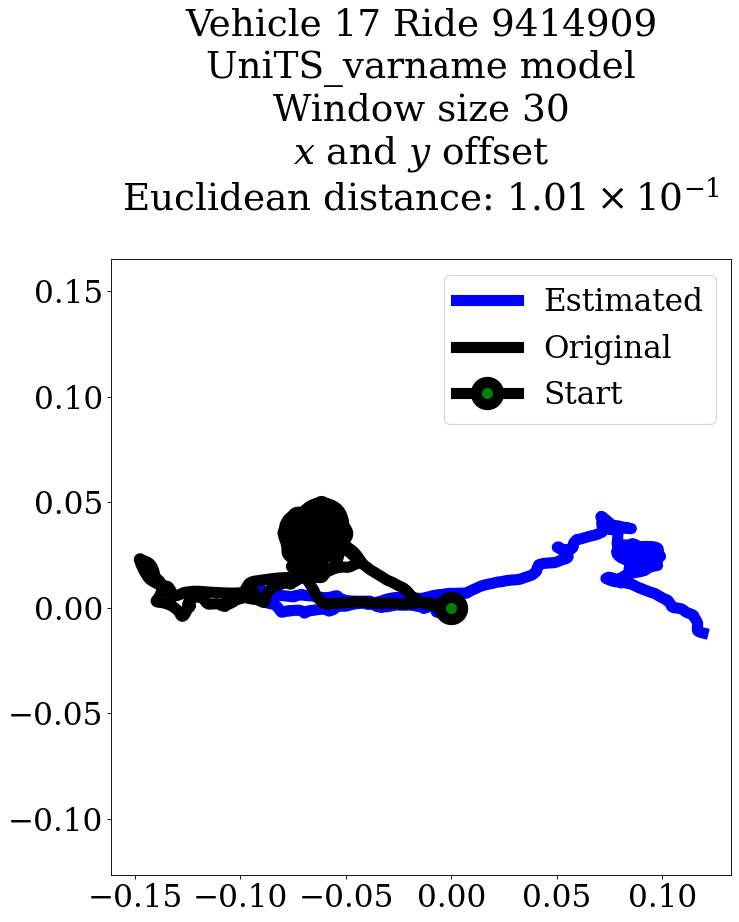 Vehicle 17 Ride 9414909
UniTS_varname model
Window size 30
x and y offset
Euclidean distance: 1.01 × 10⁻¹
Estimated
Original
Start
0.15
0.10
0.05
0.00
−0.05
−0.10
−0.15 −0.10 −0.05 0.00 0.05 0.10